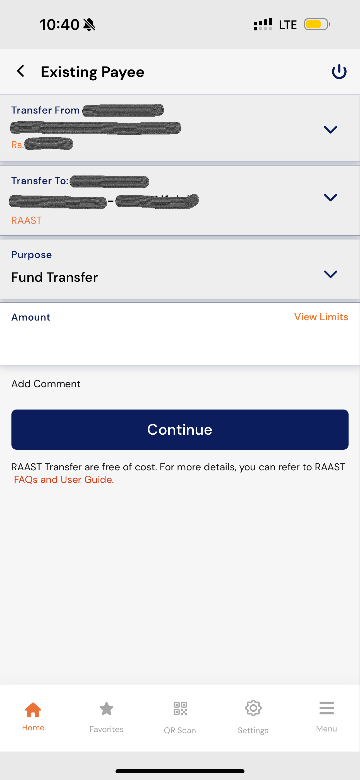 10:40
LTE
Existing Payee
Transfer From
Rs.
Transfer To:
-
RAAST
Purpose
Fund Transfer
Amount View Limits
Add Comment
Continue
RAAST Transfer are free of cost. For more details, you can refer to RAAST
FAQs and User Guide.
Home Favorites QR Scan Settings Menu